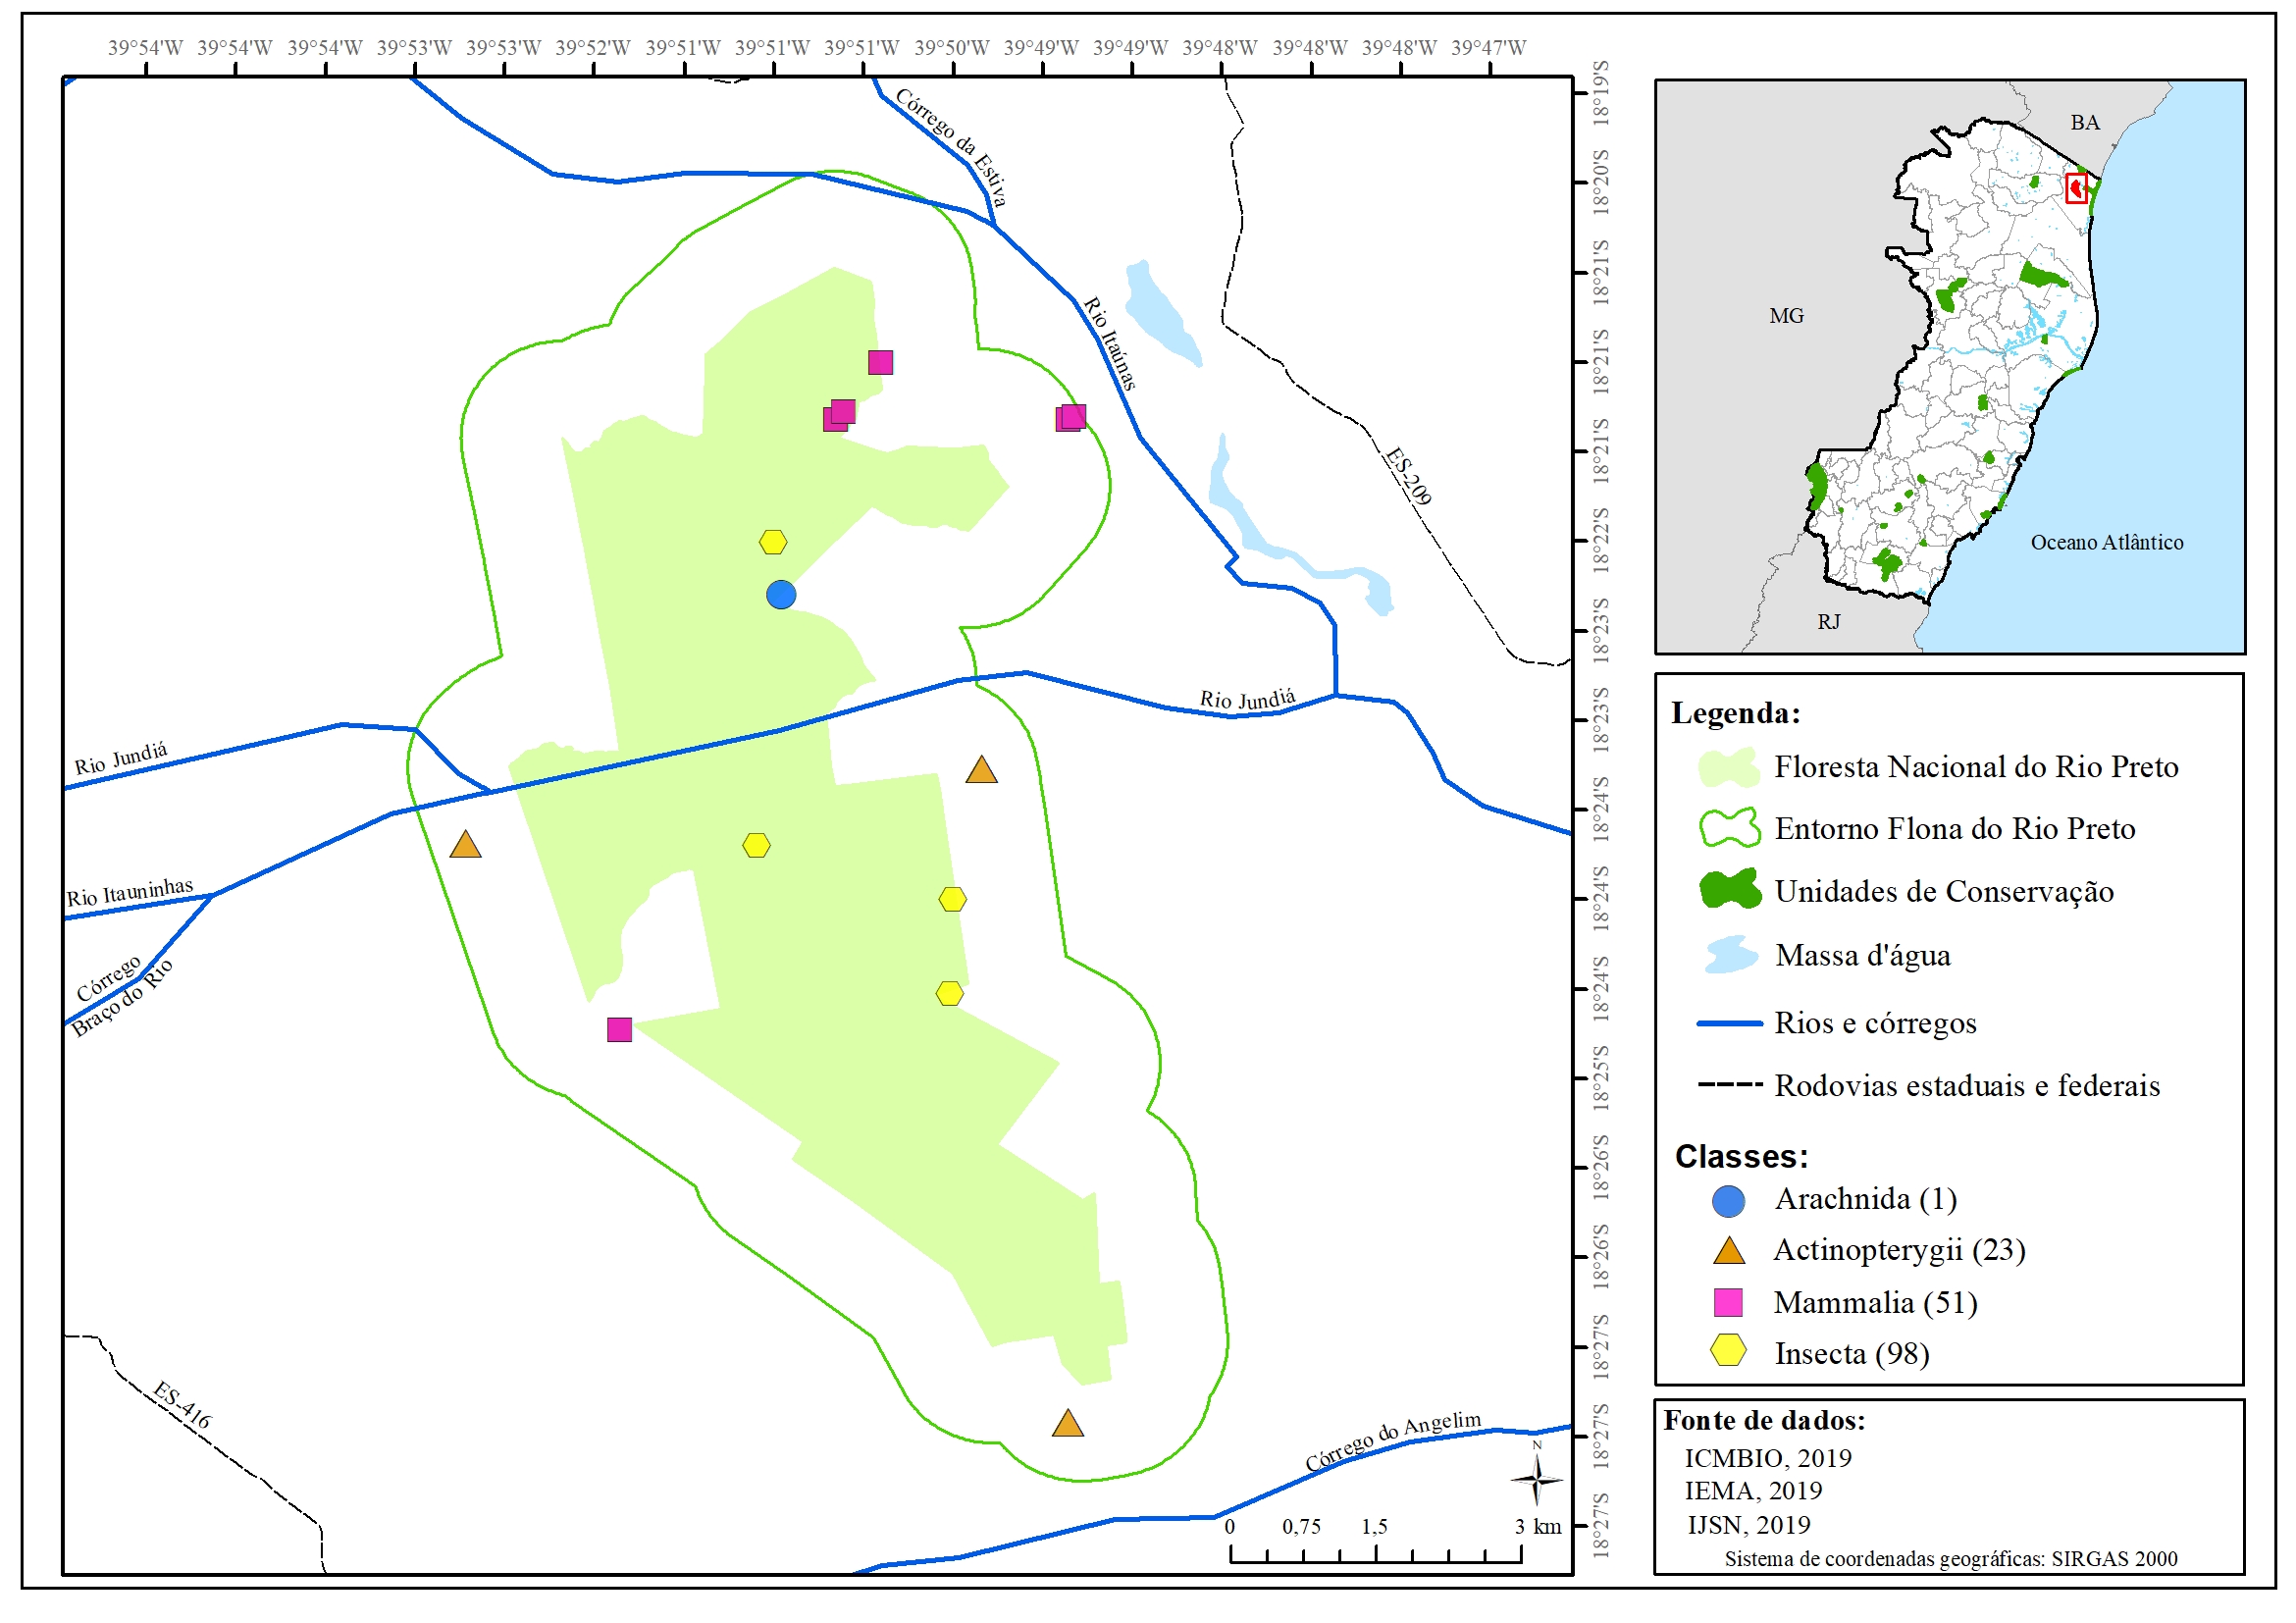 39°54'W 39°54'W 39°54'W 39°53'W 39°53'W 39°52'W 39°51'W 39°51'W 39°51'W 39°50'W 39°49'W 39°49'W 39°48'W 39°48'W 39°48'W 39°47'W
18°19'S
18°20'S
18°21'S
18°21'S
18°21'S
18°22'S
18°23'S
18°23'S
18°24'S
18°24'S
18°24'S
18°25'S
18°26'S
18°26'S
18°27'S
18°27'S
18°27'S
Córrego da Estiva
Rio Itaúnas
ES-209
Rio Jundiá
Rio Jundiá
Rio Itauninhas
Córrego
Braço do Rio
ES-416
Córrego do Angelim
N
0 0,75 1,5 3 km
BA
MG
Oceano Atlântico
RJ
Legenda:
Floresta Nacional do Rio Preto
Entorno Flona do Rio Preto
Unidades de Conservação
Massa d'água
Rios e córregos
Rodovias estaduais e federais
Classes:
Arachnida (1)
Actinopterygii (23)
Mammalia (51)
Insecta (98)
Fonte de dados:
ICMBIO, 2019
IEMA, 2019
IJSN, 2019
Sistema de coordenadas geográficas: SIRGAS 2000